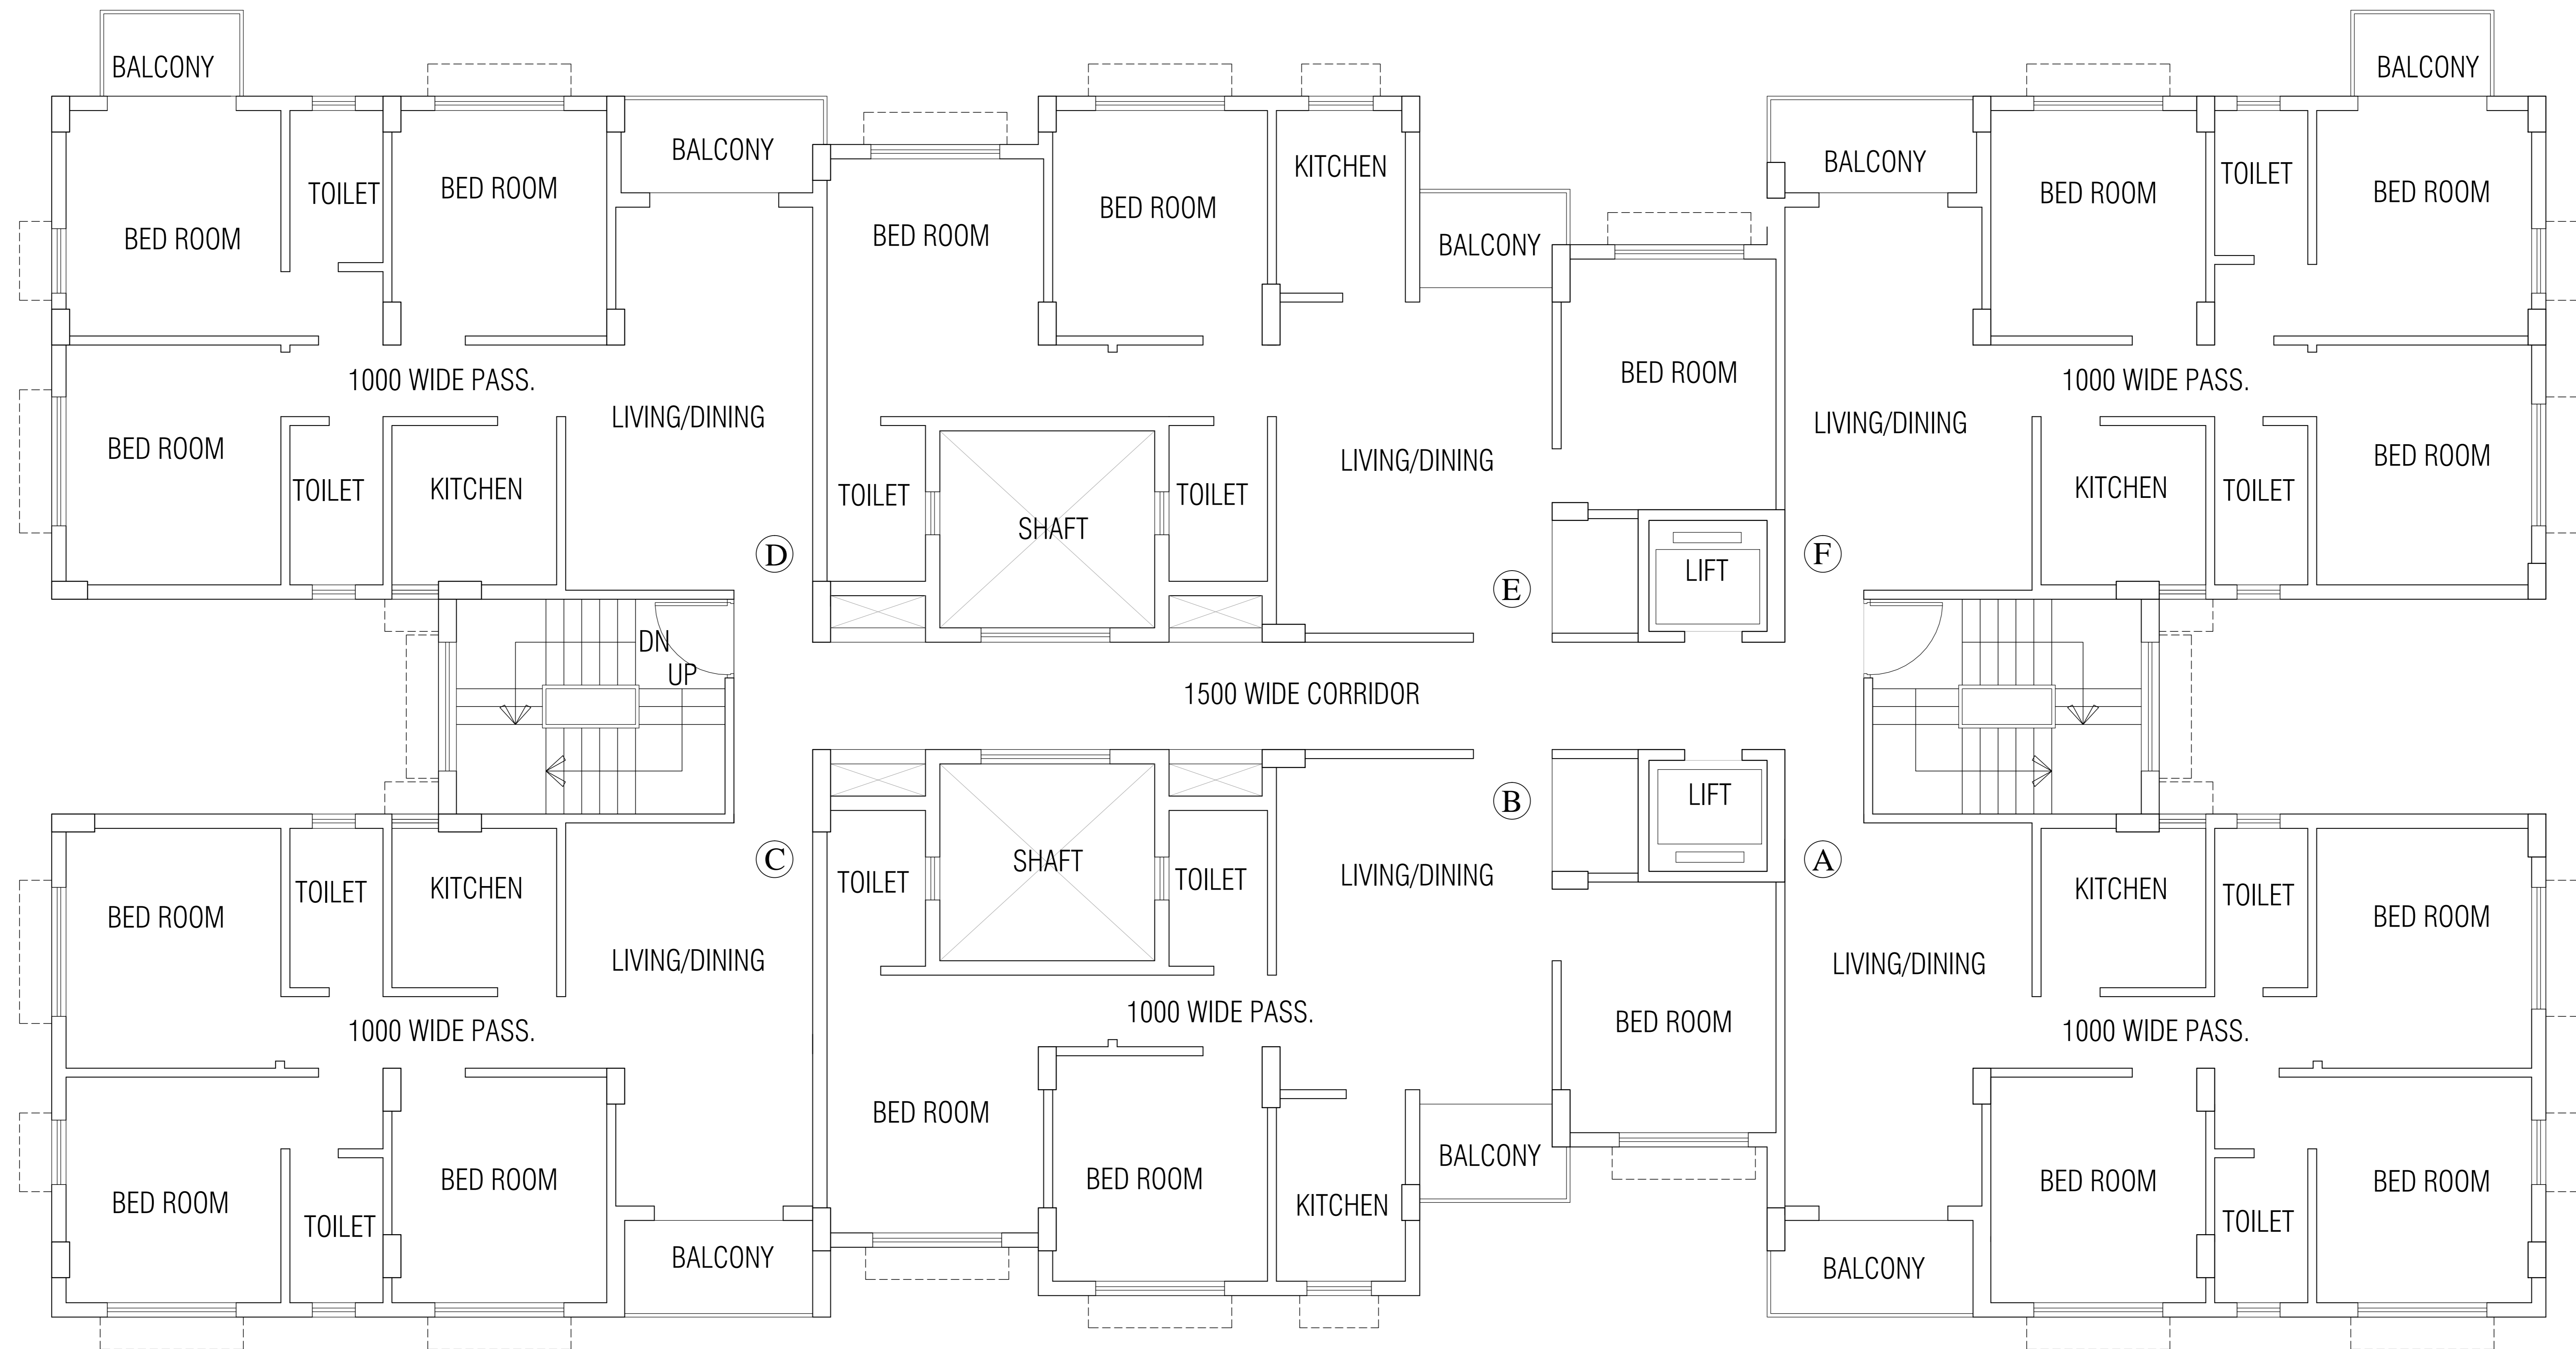 BALCONY
BALCONY
BALCONY
BALCONY
TOILET
BED ROOM
BED ROOM
BED ROOM
BED ROOM
KITCHEN
BALCONY
BED ROOM
TOILET
BED ROOM
BED ROOM
1000 WIDE PASS.
BED ROOM
1000 WIDE PASS.
LIVING/DINING
LIVING/DINING
BED ROOM
TOILET
KITCHEN
LIVING/DINING
KITCHEN
TOILET
BED ROOM
TOILET
SHAFT
TOILET
D
E
LIFT
F
DN
UP
1500 WIDE CORRIDOR
C
B
LIFT
A
BED ROOM
TOILET
KITCHEN
LIVING/DINING
TOILET
SHAFT
TOILET
LIVING/DINING
LIVING/DINING
KITCHEN
TOILET
BED ROOM
1000 WIDE PASS.
1000 WIDE PASS.
BED ROOM
1000 WIDE PASS.
BED ROOM
TOILET
BED ROOM
BALCONY
BED ROOM
BED ROOM
KITCHEN
BALCONY
BALCONY
BED ROOM
TOILET
BED ROOM